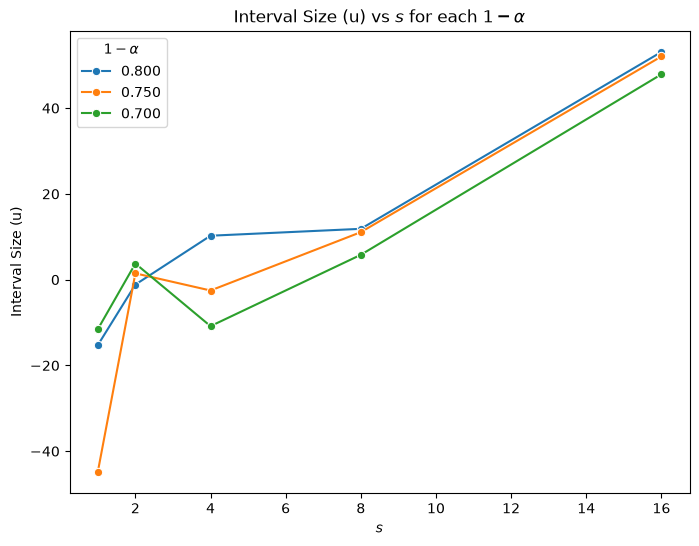 Interval Size (u) vs s for each 1 − α
1 − α
0.800
0.750
0.700
Interval Size (u)
40
20
0
−20
−40
2 4 6 8 10 12 14 16
s